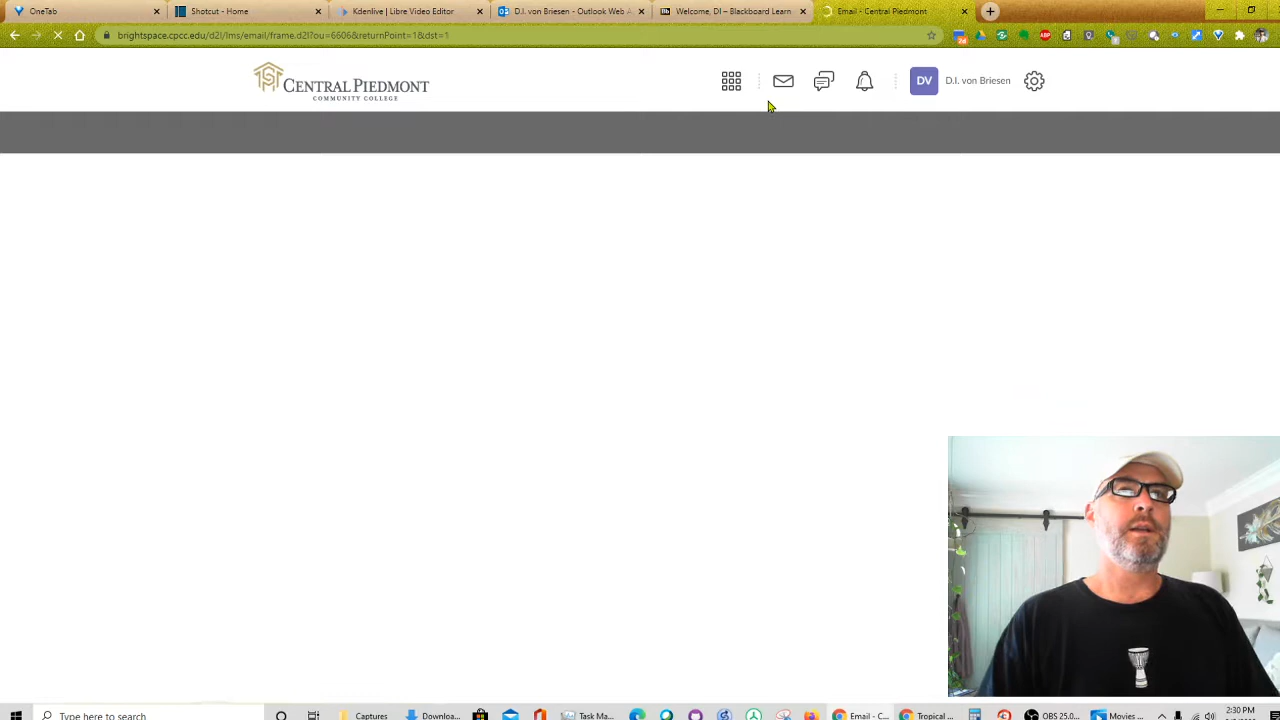 OneTab
Shotcut - Home
Kdenlive | Libre Video Editor
D.I. von Briesen - Outlook Web A
Welcome, DI – Blackboard Learn
Email - Central Piedmont
brightspace.cpcc.edu/d2l/lms/email/frame.d2l?ou=6606&returnPoint=1&dst=1
CENTRAL PIEDMONT
COMMUNITY COLLEGE
DV
D.I. von Briesen
Type here to search
Captures
Downloa...
Task Ma...
Email - C...
Tropical ...
OBS 25.0...
Movies ...
2:30 PM